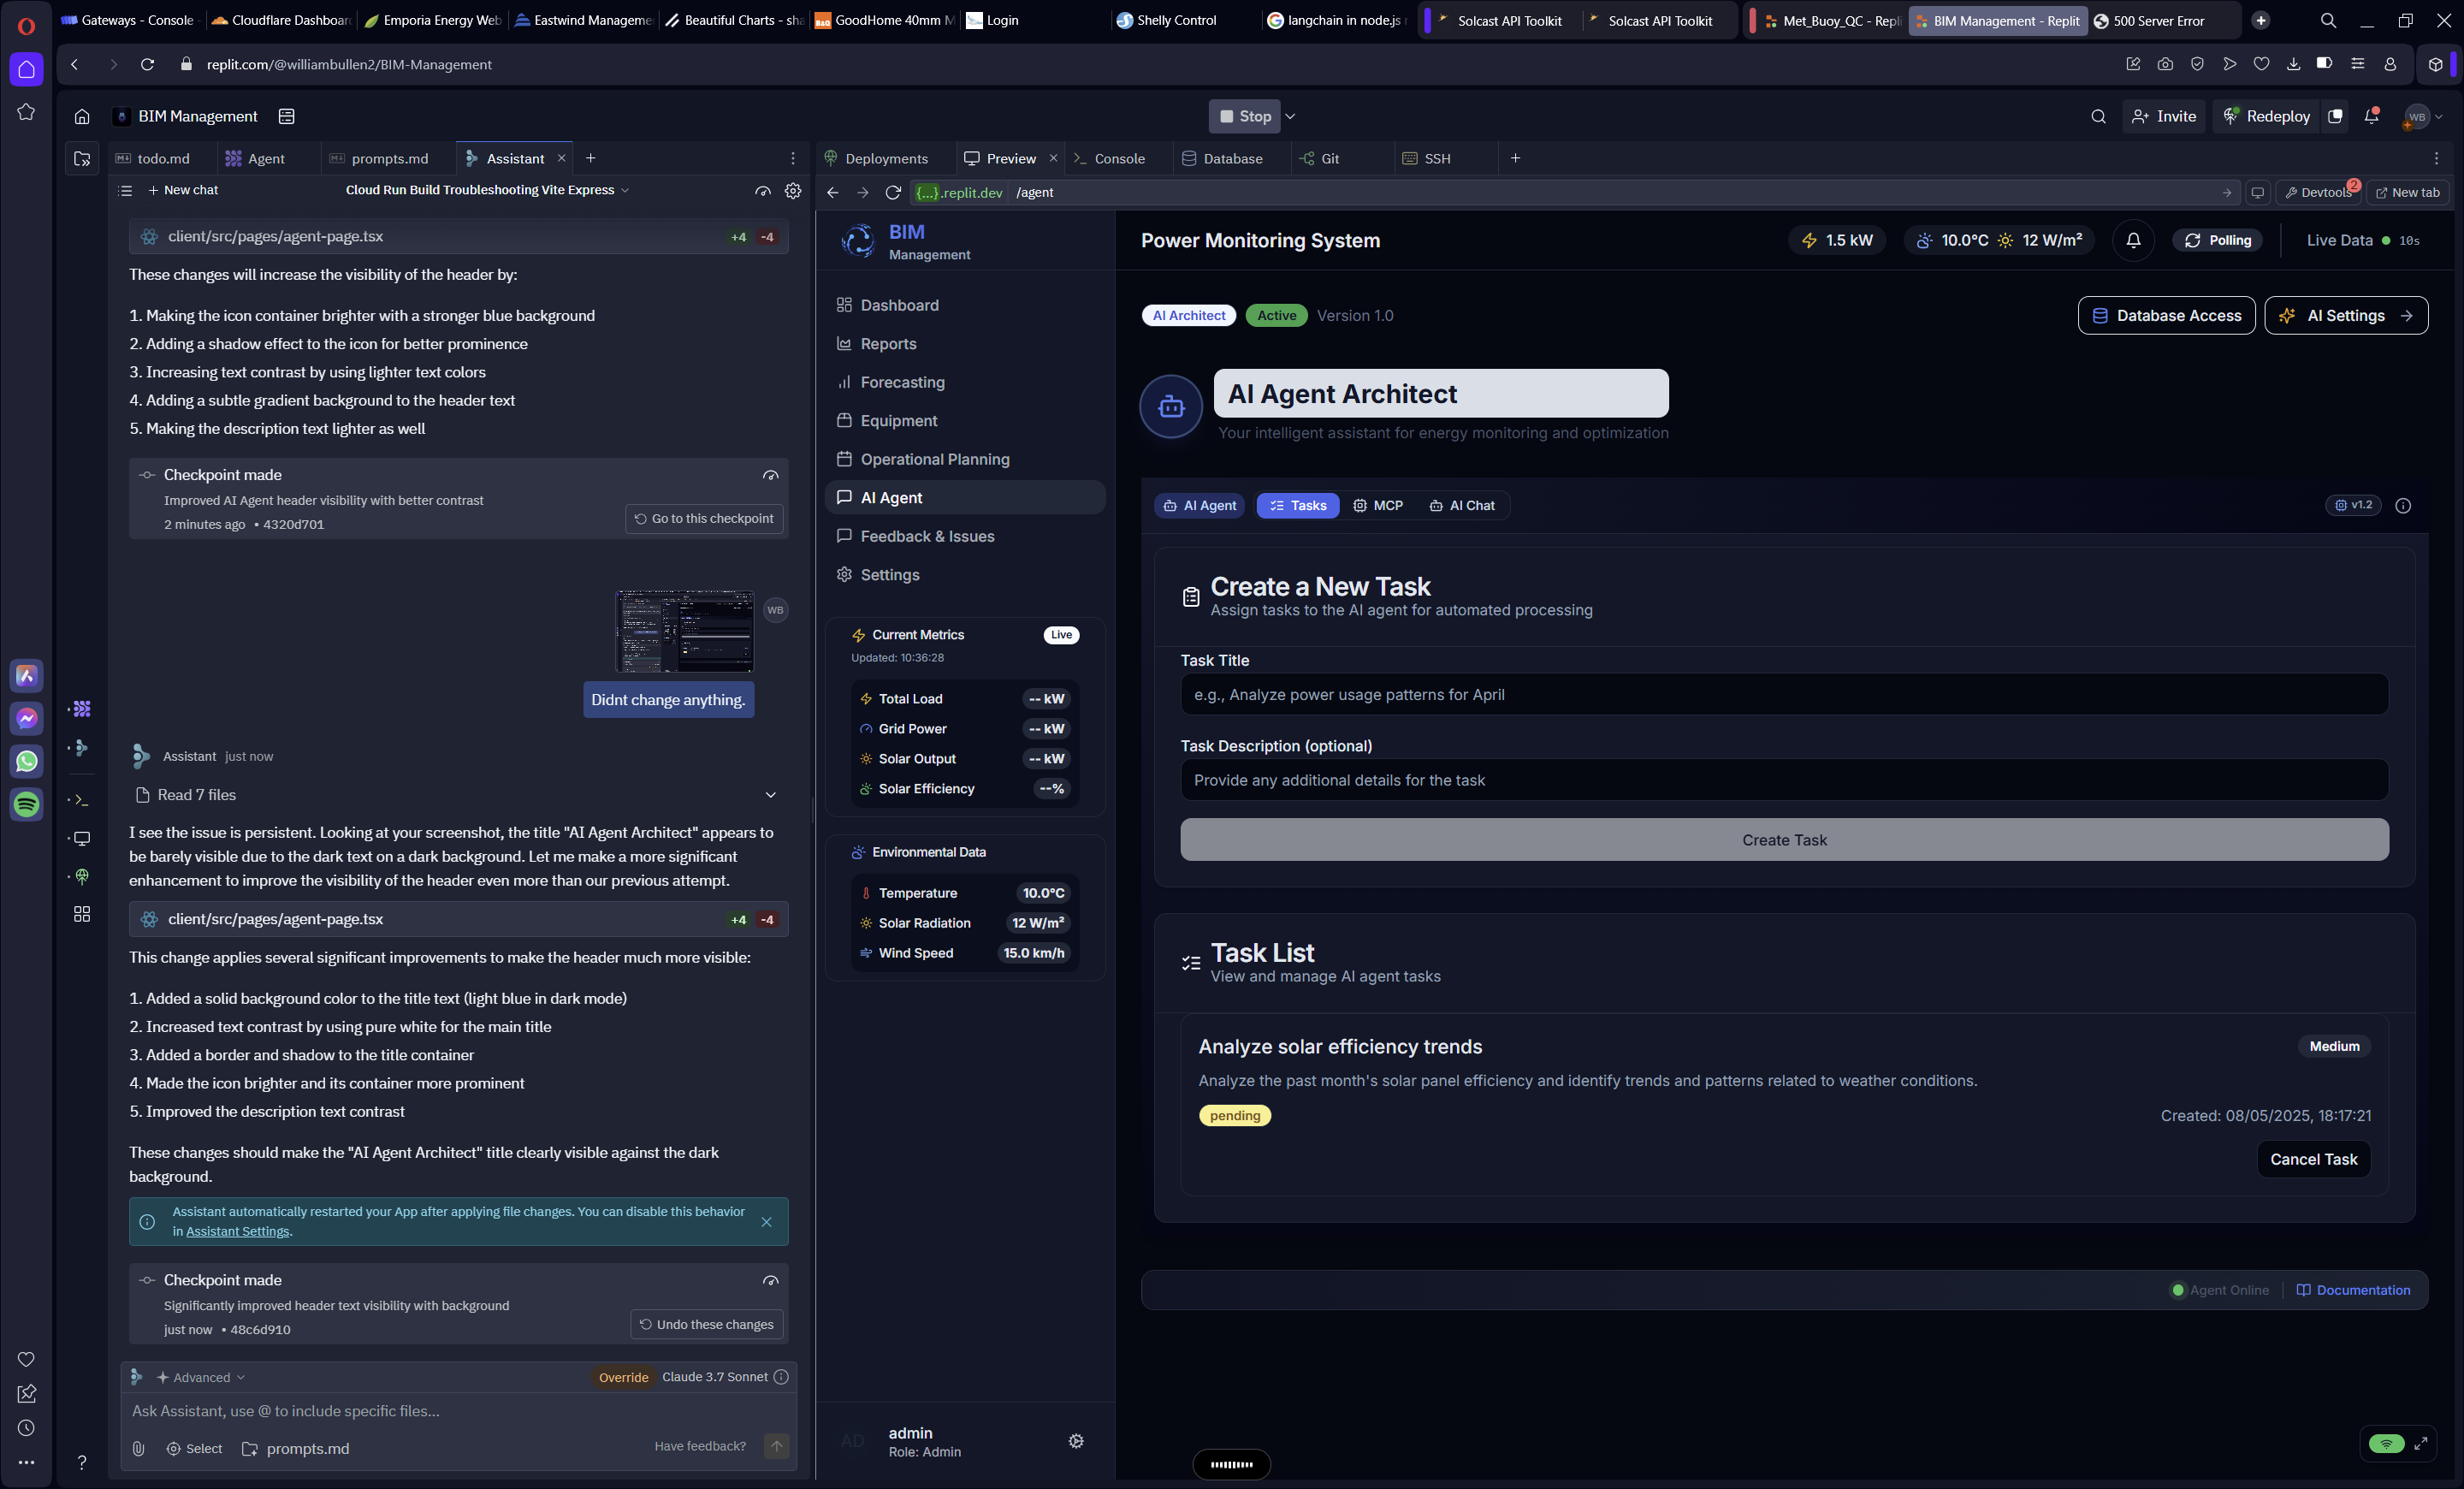 Gateways - Console
Cloudflare Dashboard
Emporia Energy Web
Eastwind Manageme
Beautiful Charts - sha
GoodHome 40mm M
Login
Shelly Control
langchain in node.js
Solcast API Toolkit
Solcast API Toolkit
Met_Buoy_QC - Repli
BIM Management - Replit
500 Server Error
replit.com/@williambullen2/BIM-Management
BIM Management
Stop
Invite
Redeploy
WB
todo.md
Agent
prompts.md
Assistant
Deployments
Preview
Console
Database
Git
SSH
New chat
Cloud Run Build Troubleshooting Vite Express
{...}.replit.dev /agent
Devtools
2
New tab
client/src/pages/agent-page.tsx
+4 -4
These changes will increase the visibility of the header by:
1. Making the icon container brighter with a stronger blue background
2. Adding a shadow effect to the icon for better prominence
3. Increasing text contrast by using lighter text colors
4. Adding a subtle gradient background to the header text
5. Making the description text lighter as well
Checkpoint made
Improved AI Agent header visibility with better contrast
2 minutes ago • 4320d701
Go to this checkpoint
WB
Didnt change anything.
Assistant just now
Read 7 files
I see the issue is persistent. Looking at your screenshot, the title "AI Agent Architect" appears to
be barely visible due to the dark text on a dark background. Let me make a more significant
enhancement to improve the visibility of the header even more than our previous attempt.
client/src/pages/agent-page.tsx
+4 -4
This change applies several significant improvements to make the header much more visible:
1. Added a solid background color to the title text (light blue in dark mode)
2. Increased text contrast by using pure white for the main title
3. Added a border and shadow to the title container
4. Made the icon brighter and its container more prominent
5. Improved the description text contrast
These changes should make the "AI Agent Architect" title clearly visible against the dark
background.
Assistant automatically restarted your App after applying file changes. You can disable this behavior
in Assistant Settings.
Checkpoint made
Significantly improved header text visibility with background
just now • 48c6d910
Undo these changes
Advanced
Override
Claude 3.7 Sonnet
Ask Assistant, use @ to include specific files...
Select
prompts.md
Have feedback?
BIM
Management
Dashboard
Reports
Forecasting
Equipment
Operational Planning
AI Agent
Feedback & Issues
Settings
Current Metrics
Live
Updated: 10:36:28
Total Load -- kW
Grid Power -- kW
Solar Output -- kW
Solar Efficiency --%
Environmental Data
Temperature 10.0°C
Solar Radiation 12 W/m²
Wind Speed 15.0 km/h
AD
admin
Role: Admin
Power Monitoring System
1.5 kW
10.0°C
12 W/m²
Polling
Live Data
10s
AI Architect
Active
Version 1.0
Database Access
AI Settings
AI Agent Architect
Your intelligent assistant for energy monitoring and optimization
AI Agent
Tasks
MCP
AI Chat
v1.2
Create a New Task
Assign tasks to the AI agent for automated processing
Task Title
e.g., Analyze power usage patterns for April
Task Description (optional)
Provide any additional details for the task
Create Task
Task List
View and manage AI agent tasks
Analyze solar efficiency trends
Medium
Analyze the past month's solar panel efficiency and identify trends and patterns related to weather conditions.
pending
Created: 08/05/2025, 18:17:21
Cancel Task
Agent Online
Documentation